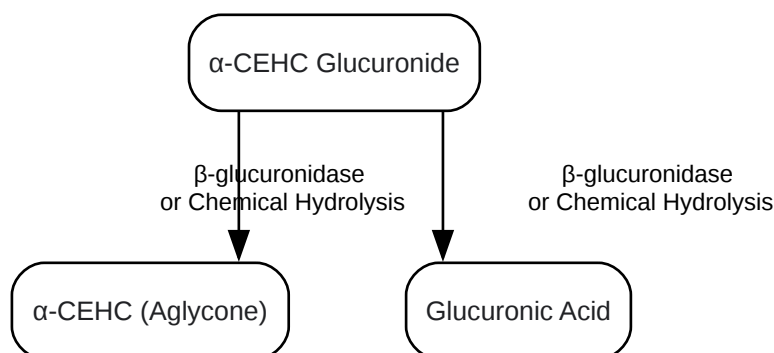 α-CEHC Glucuronide
β-glucuronidase
or Chemical Hydrolysis
β-glucuronidase
or Chemical Hydrolysis
α-CEHC (Aglycone)
Glucuronic Acid